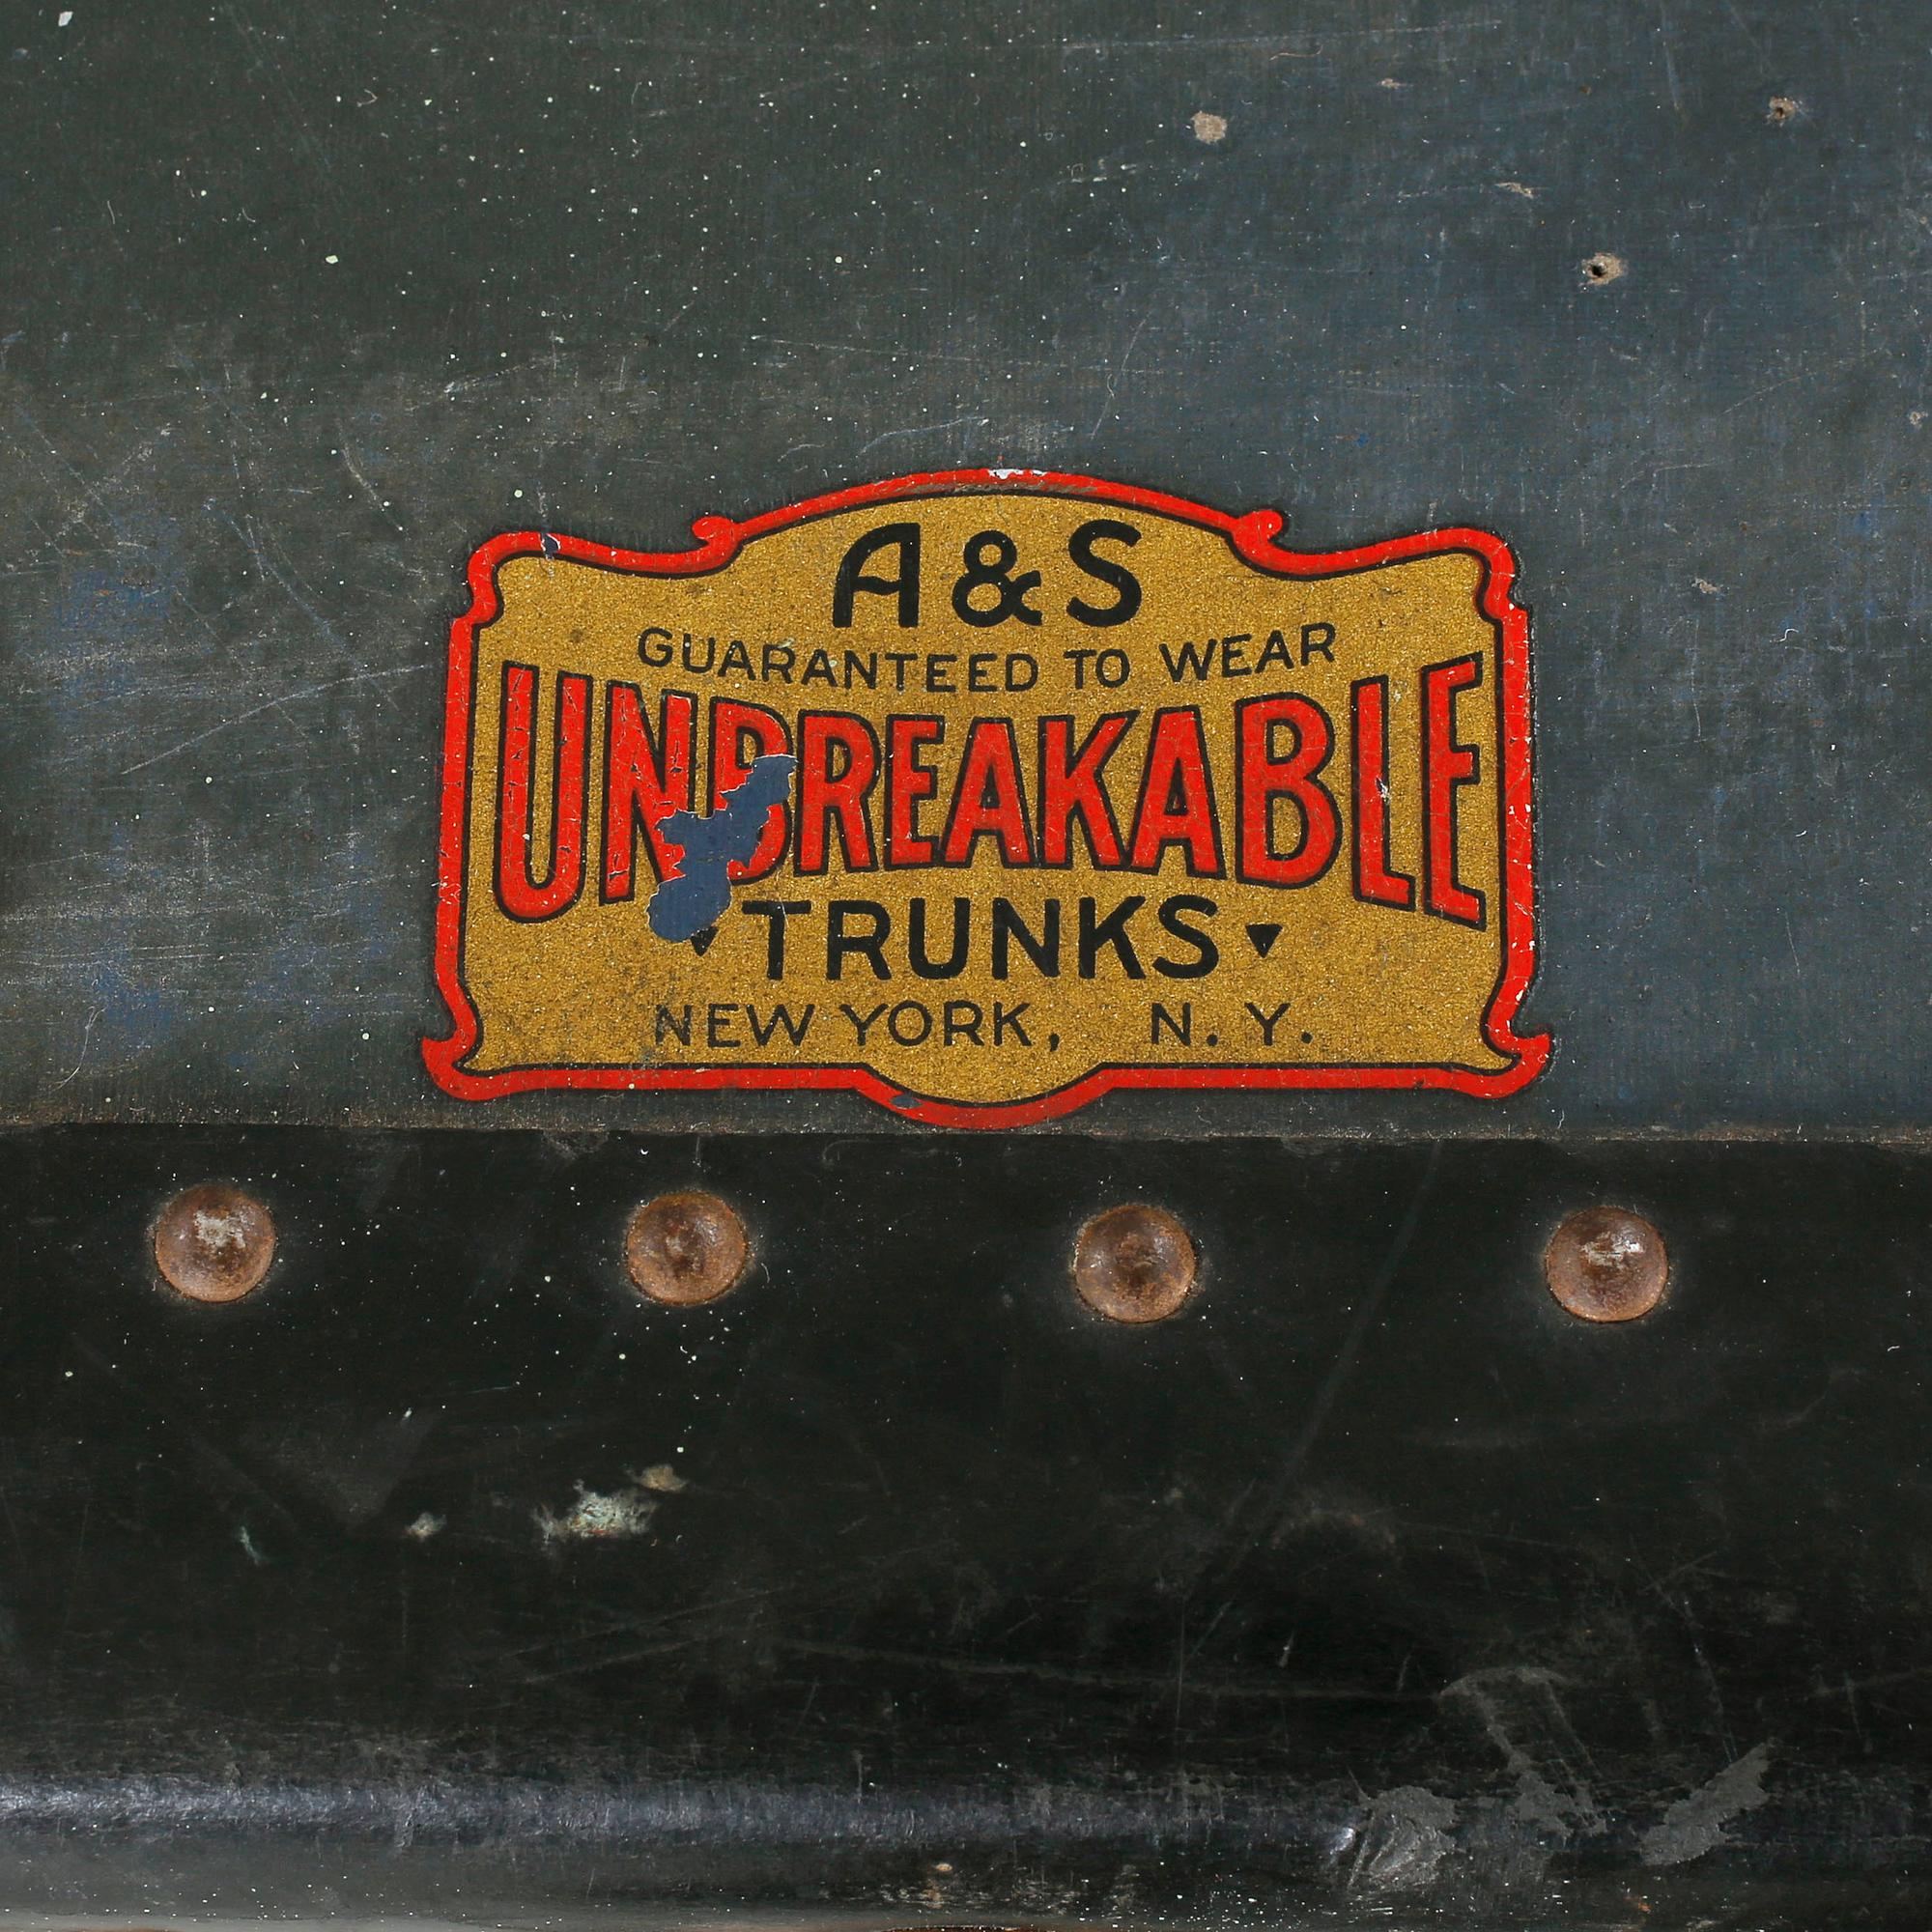 A & S
GUARANTEED TO WEAR
UNBREAKABLE
TRUNKS
NEW YORK, N. Y.